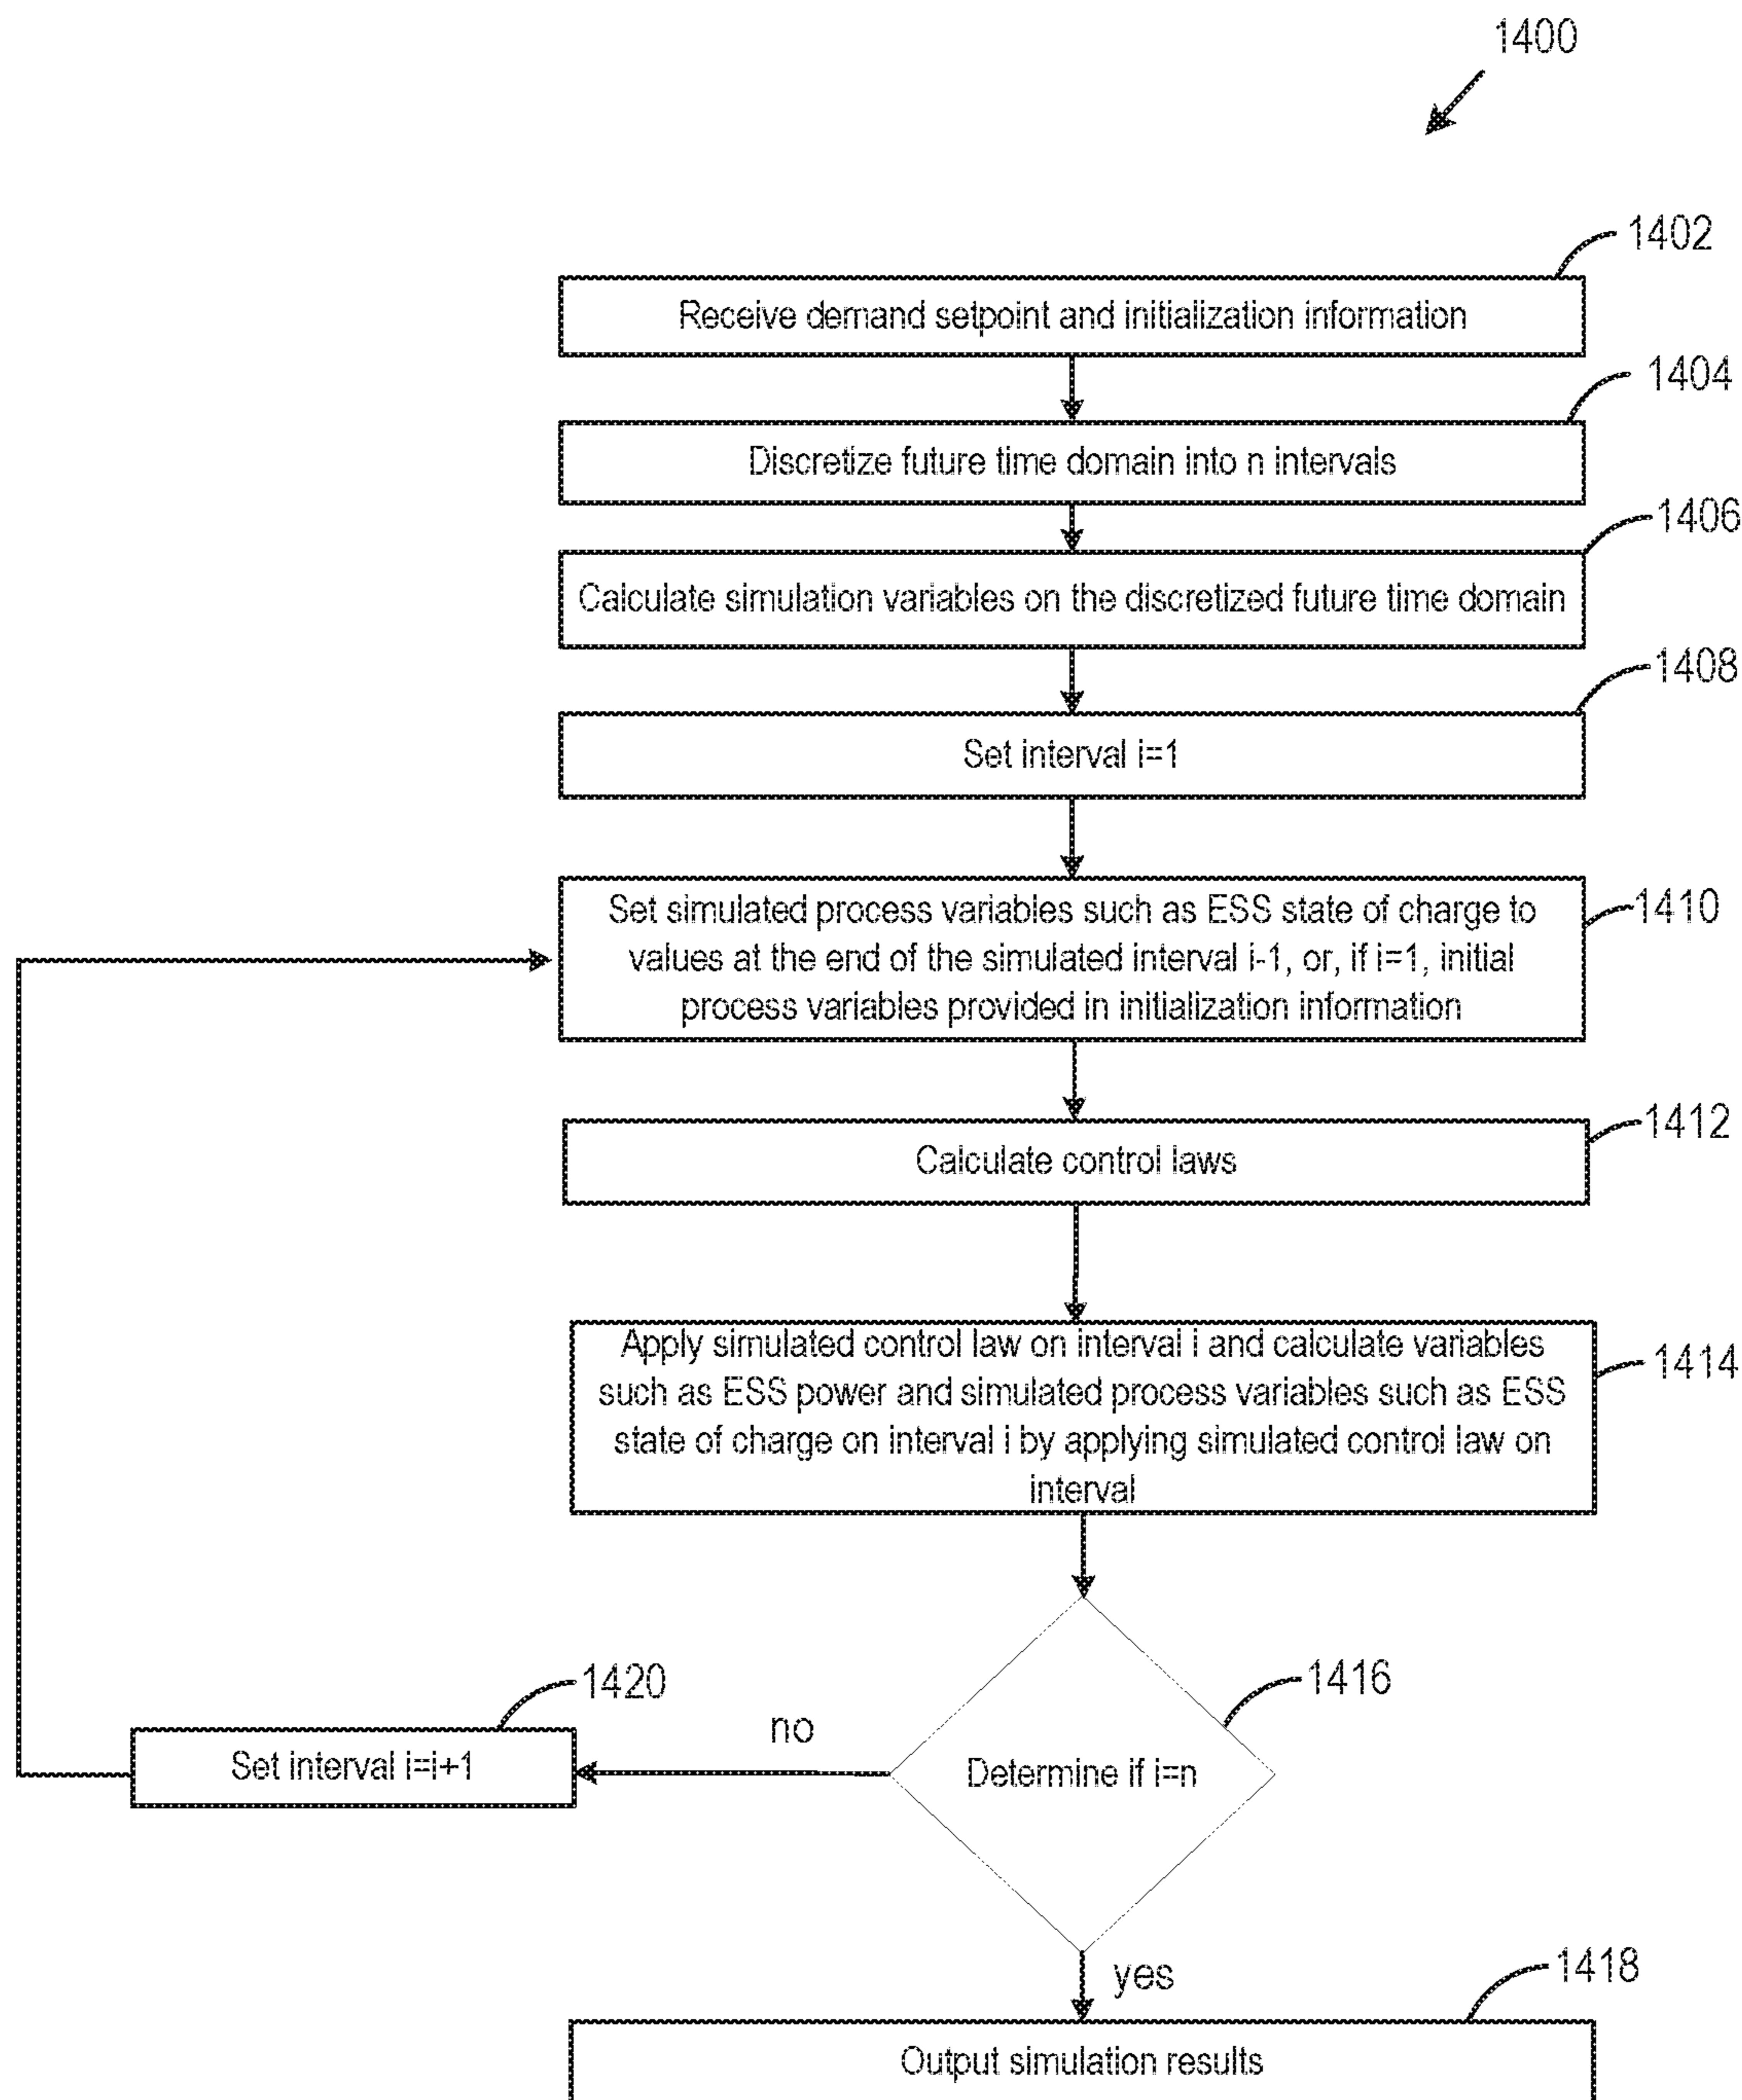 1400
1402
Receive demand setpoint and initialization information
1404
Discretize future time domain into n intervals
1406
Calculate simulation variables on the discretized future time domain
1408
Set interval i=1
Set simulated process variables such as ESS state of charge to
1410
values at the end of the simulated interval i-1, or, if i=1, initial
process variables provided in initialization information
1412
Calculate control laws
Apply simulated control law on interval i and calculate variables
1414
such as ESS power and simulated process variables such as ESS
state of charge on interval i by applying simulated control law on
interval
1420
1416
no
Set interval i=i+1
Determine if i=n
yes
1418
Output simulation results